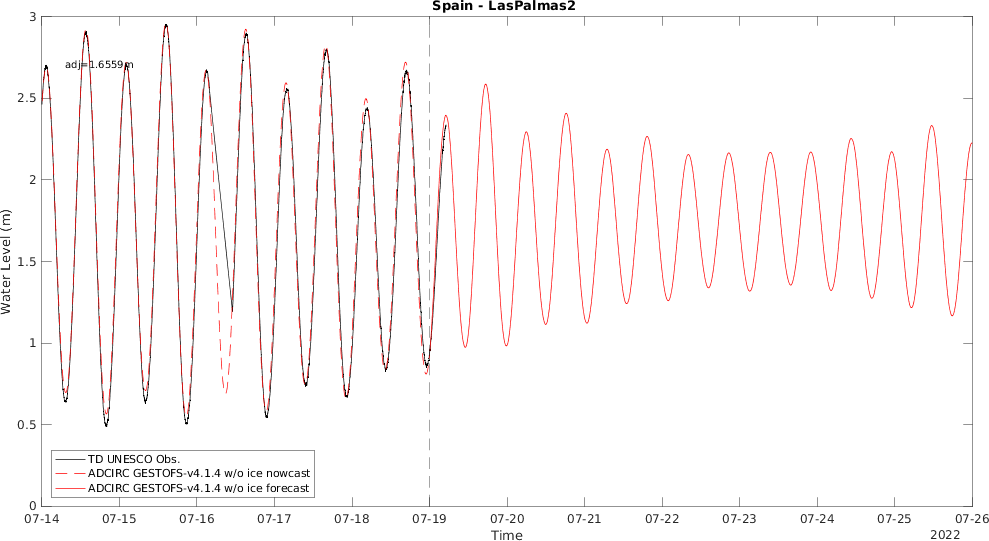 Spain - LasPalmas2
3
adj=1.6559 m
2.5
2
1.5
1
0.5
0
Water Level (m)
TD UNESCO Obs.
ADCIRC GESTOFS-v4.1.4 w/o ice nowcast
ADCIRC GESTOFS-v4.1.4 w/o ice forecast
07-14 07-15 07-16 07-17 07-18 07-19 07-20 07-21 07-22 07-23 07-24 07-25 07-26
Time
2022